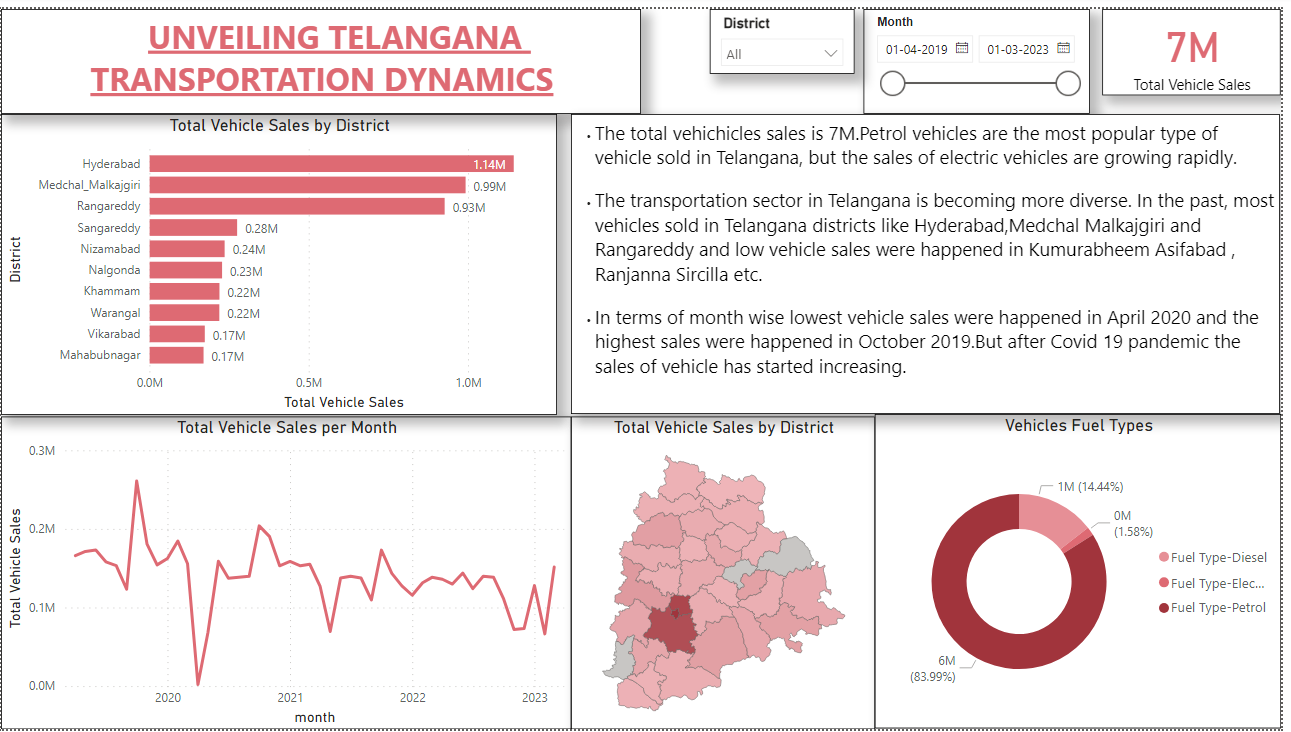 UNVEILING TELANGANA
TRANSPORTATION DYNAMICS
District
All
Month
01-04-2019
01-03-2023
7M
Total Vehicle Sales
Total Vehicle Sales by District
District
Hyderabad
1.14M
Medchal_Malkajgiri
0.99M
Rangareddy
0.93M
Sangareddy
0.28M
Nizamabad
0.24M
Nalgonda
0.23M
Khammam
0.22M
Warangal
0.22M
Vikarabad
0.17M
Mahabubnagar
0.17M
0.0M
0.5M
1.0M
Total Vehicle Sales
• The total vehichicles sales is 7M.Petrol vehicles are the most popular type of
vehicle sold in Telangana, but the sales of electric vehicles are growing rapidly.
• The transportation sector in Telangana is becoming more diverse. In the past, most
vehicles sold in Telangana districts like Hyderabad,Medchal Malkajgiri and
Rangareddy and low vehicle sales were happened in Kumurabheem Asifabad ,
Ranjanna Sircilla etc.
• In terms of month wise lowest vehicle sales were happened in April 2020 and the
highest sales were happened in October 2019.But after Covid 19 pandemic the
sales of vehicle has started increasing.
Total Vehicle Sales per Month
Total Vehicle Sales
0.3M
0.2M
0.1M
0.0M
2020
2021
2022
2023
month
Total Vehicle Sales by District
Vehicles Fuel Types
1M (14.44%)
0M
(1.58%)
6M
(83.99%)
Fuel Type-Diesel
Fuel Type-Elec...
Fuel Type-Petrol